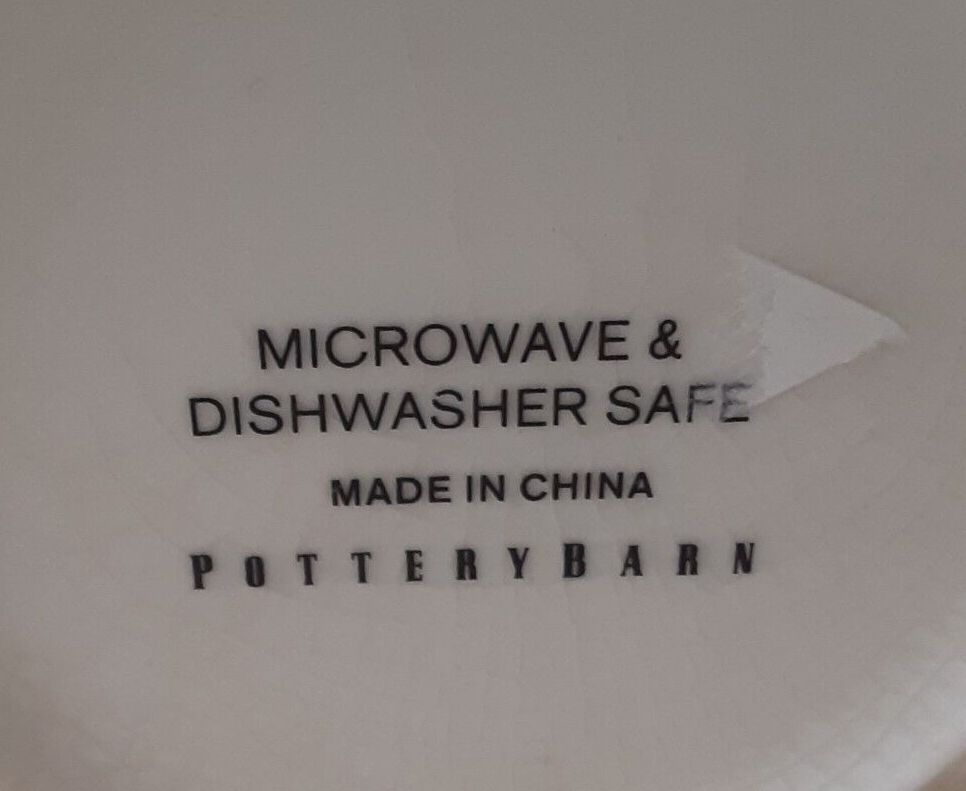 MICROWAVE &
DISHWASHER SAFE
MADE IN CHINA
POTTERYBARN